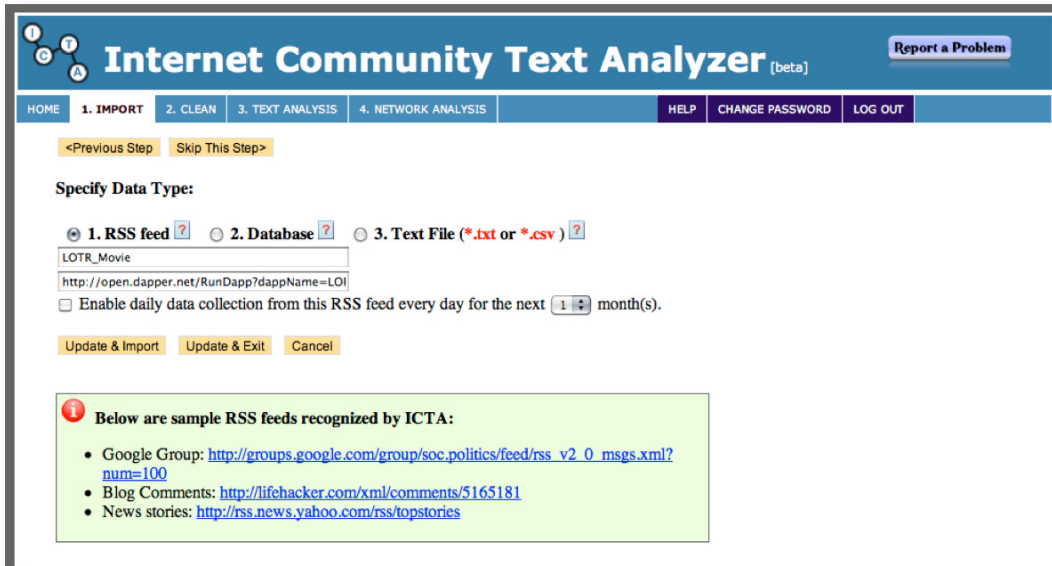 I
C
T
A
Internet Community Text Analyzer [beta]
Report a Problem
HOME 1. IMPORT 2. CLEAN 3. TEXT ANALYSIS 4. NETWORK ANALYSIS HELP CHANGE PASSWORD LOG OUT
<Previous Step Skip This Step>
Specify Data Type:
1. RSS feed ? 2. Database ? 3. Text File (*.txt or *.csv ) ?
LOTR_Movie
http://open.dapper.net/RunDapp?dappName=LOI
Enable daily data collection from this RSS feed every day for the next 1 month(s).
Update & Import Update & Exit Cancel
i Below are sample RSS feeds recognized by ICTA:
• Google Group: http://groups.google.com/group/soc.politics/feed/rss_v2_0_msgs.xml?
num=100
• Blog Comments: http://lifehacker.com/xml/comments/5165181
• News stories: http://rss.news.yahoo.com/rss/topstories